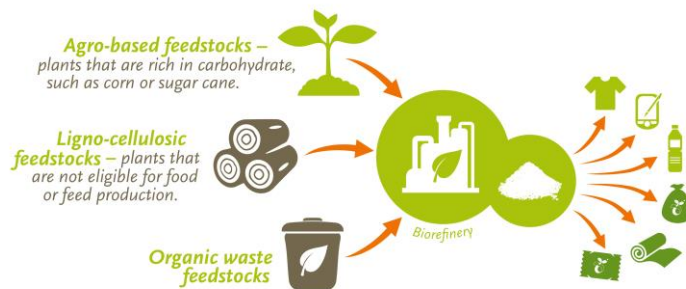 Agro-based feedstocks –
plants that are rich in carbohydrate,
such as corn or sugar cane.
Ligno-cellulosic
feedstocks – plants that
are not eligible for food
or feed production.
Organic waste
feedstocks
Biorefinery